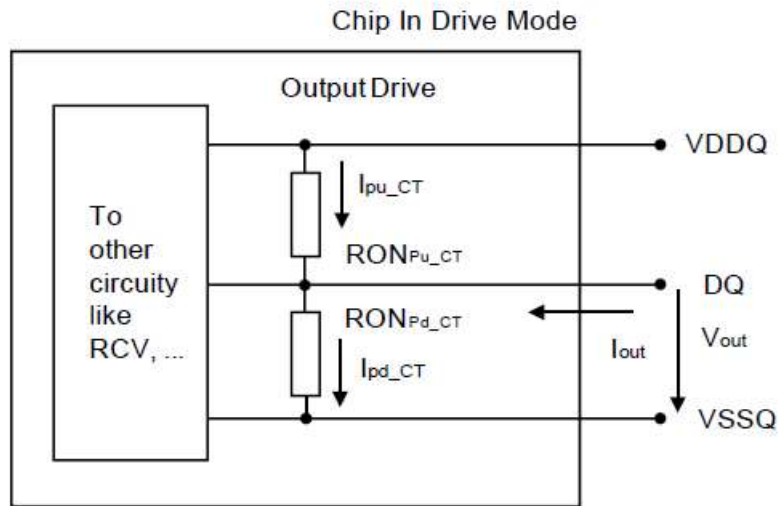 Chip In Drive Mode
Output Drive
VDDQ
Ipu_CT
To
other
circuity
like
RCV, ...
RONPu_CT
DQ
RONPd_CT
Iout
Vout
Ipd_CT
VSSQ